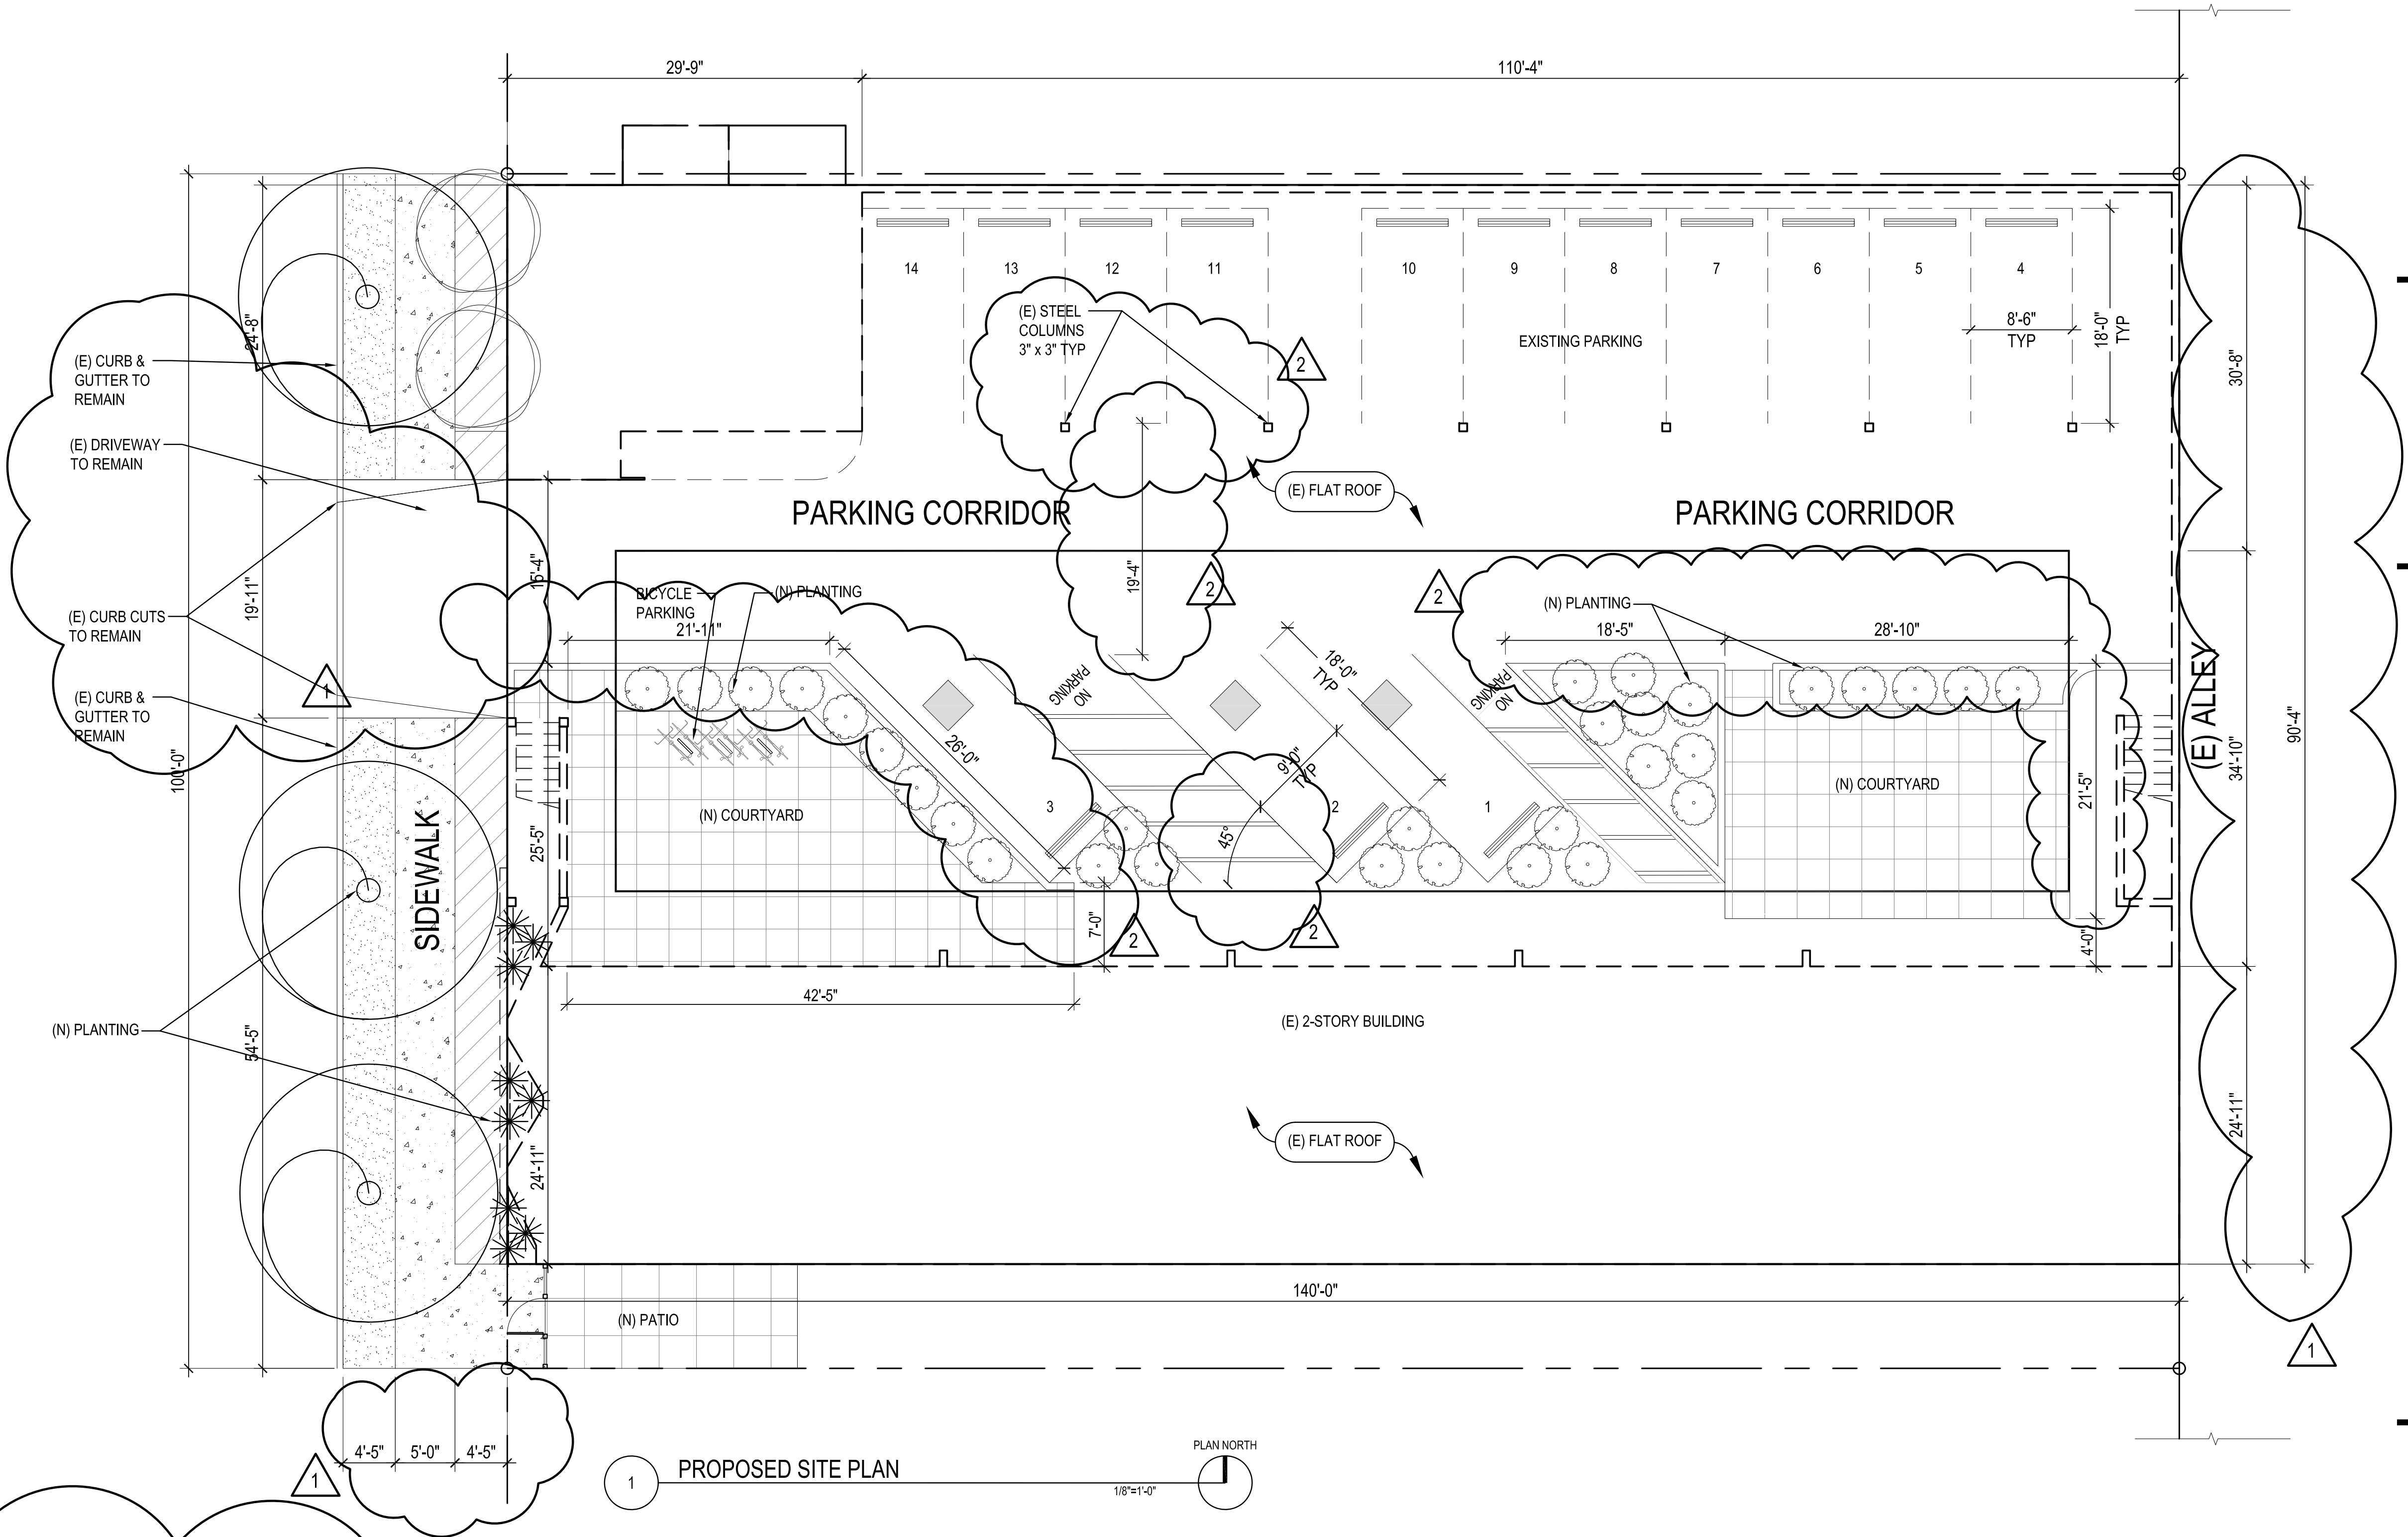 29'-9"
110'-4"
14
13
12
11
10
9
8
7
6
5
4
(E) STEEL
COLUMNS
3" x 3" TYP
2
EXISTING PARKING
8'-6"
TYP
18'-0"
TYP
30'-8"
24'-8"
(E) CURB &
GUTTER TO
REMAIN
(E) DRIVEWAY
TO REMAIN
(E) FLAT ROOF
PARKING CORRIDOR
PARKING CORRIDOR
15'-4"
19'-4"
2
2
BICYCLE
PARKING
(N) PLANTING
(N) PLANTING
19'-11"
(E) CURB CUTS
TO REMAIN
21'-11"
18'-5"
28'-10"
1
(E) CURB &
GUTTER TO
REMAIN
NO
PARKING
18'-0"
TYP
NO
PARKING
(E) ALLEY
90'-4"
100'-0"
26'-0"
9'-0"
TYP
34'-10"
(N) COURTYARD
21'-5"
(N) COURTYARD
3
2
1
45°
25'-5"
SIDEWALK
7'-0"
2
2
4'-0"
42'-5"
(E) 2-STORY BUILDING
(N) PLANTING
54'-5"
24'-11"
24'-11"
(E) FLAT ROOF
140'-0"
(N) PATIO
1
4'-5"
5'-0"
4'-5"
1
1
PROPOSED SITE PLAN
1/8"=1'-0"
PLAN NORTH